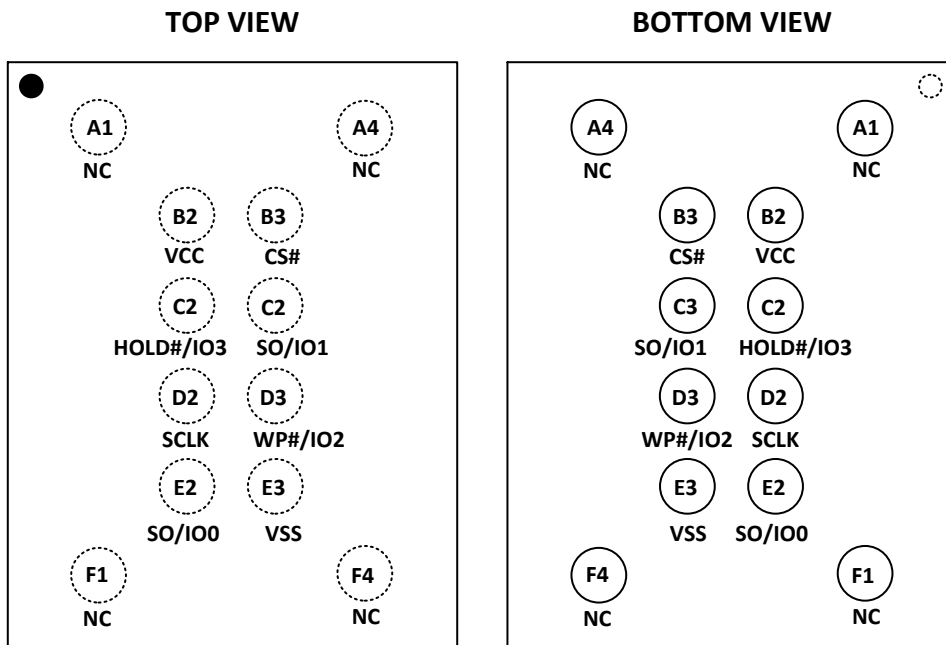 TOP VIEW
A1 A4
NC NC
B2 B3
VCC CS#
C2 C2
HOLD#/IO3 SO/IO1
D2 D3
SCLK WP#/IO2
E2 E3
SO/IO0 VSS
F1 F4
NC NC
BOTTOM VIEW
A4 A1
NC NC
B3 B2
CS# VCC
C3 C2
SO/IO1 HOLD#/IO3
D3 D2
WP#/IO2 SCLK
E3 E2
VSS SO/IO0
F4 F1
NC NC